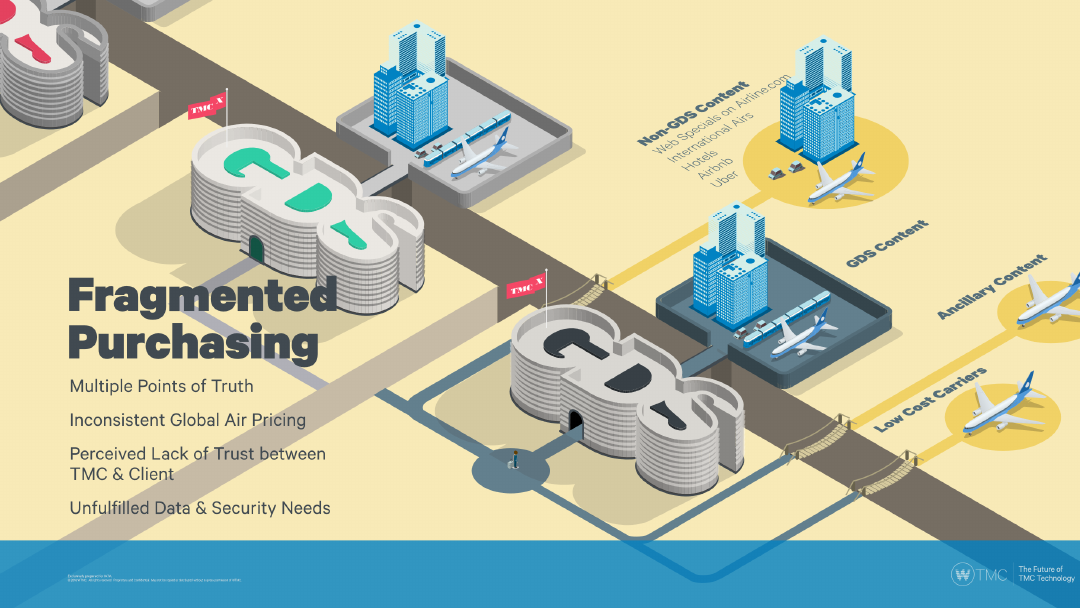 TMC X
Non-GDS Content
Web Specials on Airline.com
International Airs
Hotels
Airbnb
Uber
GDS
GDS Content
TMC X
Ancillary Content
Fragmented
Purchasing
GDS
Low Cost Carriers
Multiple Points of Truth
Inconsistent Global Air Pricing
Perceived Lack of Trust between
TMC & Client
Unfulfilled Data & Security Needs
TMC
The Future of
TMC Technology